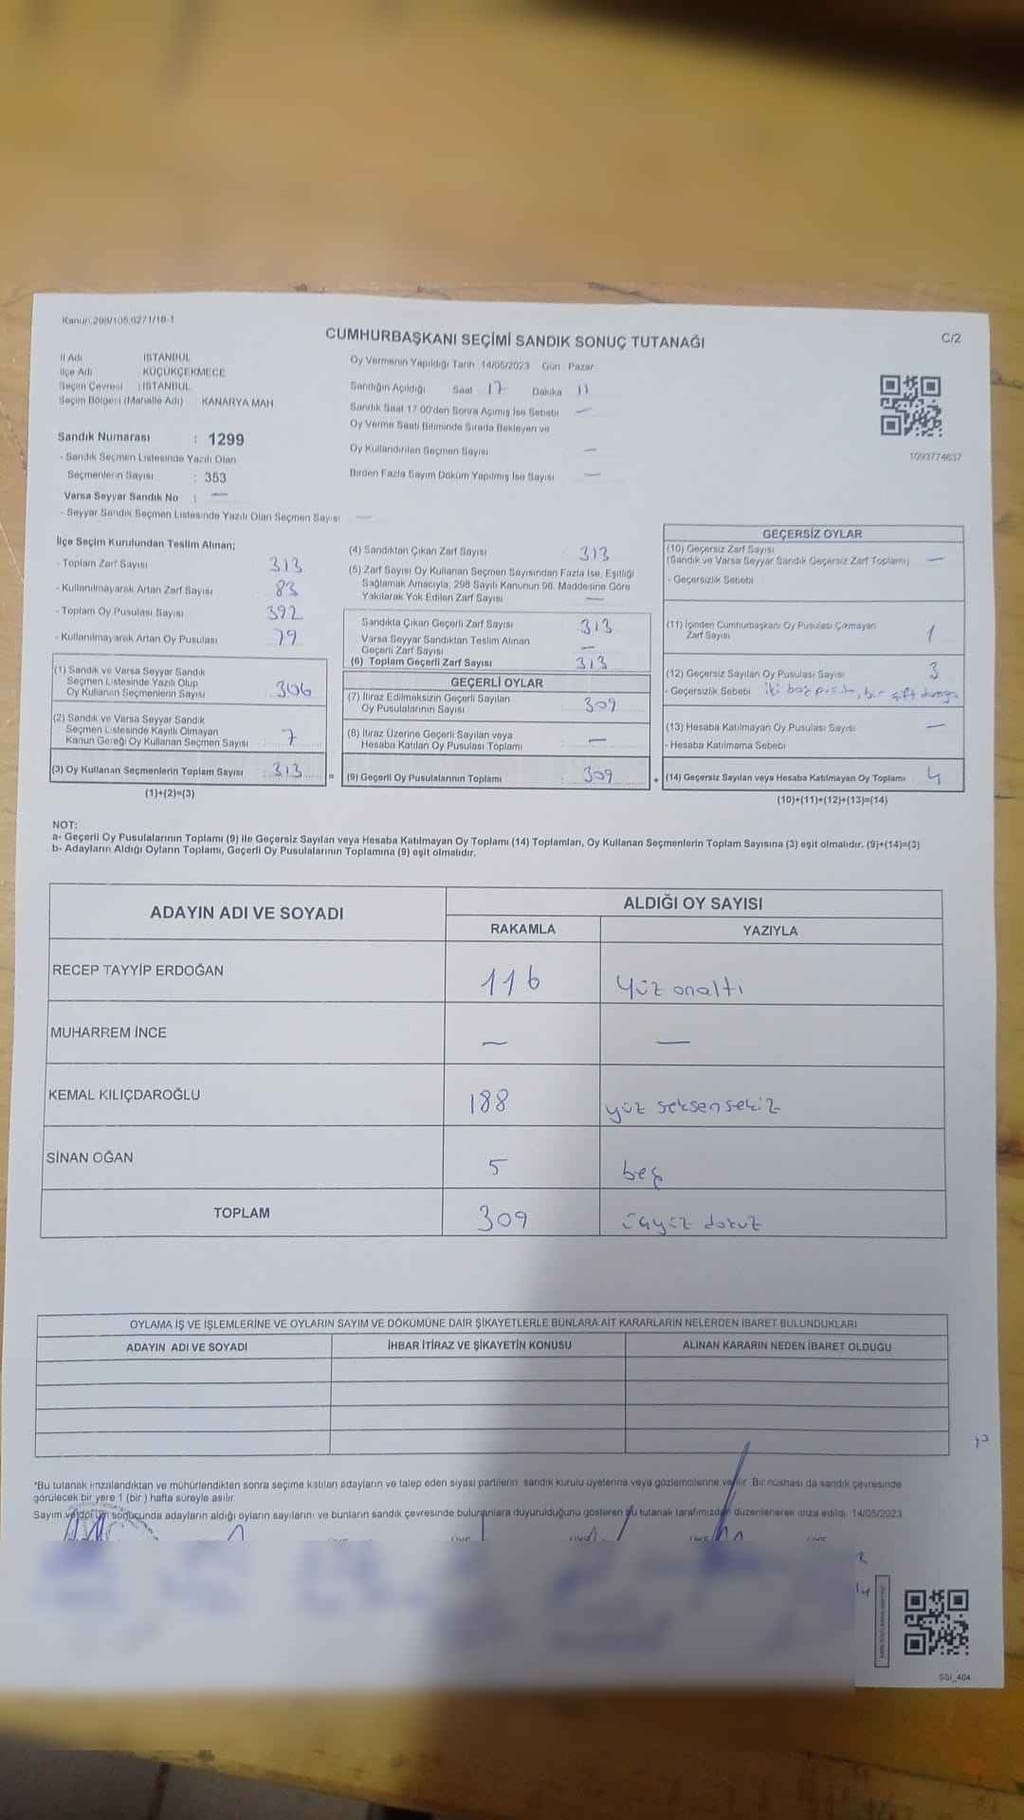 Kanun 298/105,6271/18-1
CUMHURBAŞKANI SEÇİMİ SANDIK SONUÇ TUTANAĞI
C/2
İl Adı İSTANBUL
İlçe Adı KÜÇÜKÇEKMECE
Seçim Çevresi : İSTANBUL
Seçim Bölgesi (Mahalle Adı) KANARYA MAH
Sandık Numarası : 1299
- Sandık Seçmen Listesinde Yazılı Olan
Seçmenlerin Sayısı : 353
Varsa Seyyar Sandık No : —
- Seyyar Sandık Seçmen Listesinde Yazılı Olan Seçmen Sayısı —
Oy Vermenin Yapıldığı Tarih 14/05/2023 Gün Pazar
Sandığın Açıldığı Saat 17 Dakika 11
Sandık Saat 17.00'den Sonra Açılmış İse Sebebi —
Oy Verme Saati Bitiminde Sırada Bekleyen ve
Oy Kullandırılan Seçmen Sayısı —
Birden Fazla Sayım Döküm Yapılmış İse Sayısı —
1093774637
İlçe Seçim Kurulundan Teslim Alınan;
- Toplam Zarf Sayısı 313
- Kullanılmayarak Artan Zarf Sayısı 83
- Toplam Oy Pusulası Sayısı 392
- Kullanılmayarak Artan Oy Pusulası 79
(1) Sandık ve Varsa Seyyar Sandık
Seçmen Listesinde Yazılı Olup
Oy Kullanan Seçmenlerin Sayısı 306
(2) Sandık ve Varsa Seyyar Sandık
Seçmen Listesinde Kayıtlı Olmayan
Kanun Gereği Oy Kullanan Seçmen Sayısı 7
(3) Oy Kullanan Seçmenlerin Toplam Sayısı 313 =
(1)+(2)=(3)
(4) Sandıktan Çıkan Zarf Sayısı 313
(5) Zarf Sayısı Oy Kullanan Seçmen Sayısından Fazla İse, Eşitliği
Sağlamak Amacıyla, 298 Sayılı Kanunun 98. Maddesine Göre
Yakılarak Yok Edilen Zarf Sayısı —
Sandıkta Çıkan Geçerli Zarf Sayısı 313
Varsa Seyyar Sandıktan Teslim Alınan
Geçerli Zarf Sayısı —
(6) Toplam Geçerli Zarf Sayısı 313
GEÇERLİ OYLAR
(7) İtiraz Edilmeksizin Geçerli Sayılan
Oy Pusulalarının Sayısı 309
(8) İtiraz Üzerine Geçerli Sayılan veya
Hesaba Katılan Oy Pusulası Toplamı —
(9) Geçerli Oy Pusulalarının Toplamı 309 +
GEÇERSİZ OYLAR
(10) Geçersiz Zarf Sayısı
(Sandık ve Varsa Seyyar Sandık Geçersiz Zarf Toplamı) —
- Geçersizlik Sebebi
(11) İçinden Cumhurbaşkanı Oy Pusulası Çıkmayan
Zarf Sayısı 1
(12) Geçersiz Sayılan Oy Pusulası Sayısı 3
- Geçersizlik Sebebi iki boş pusula, bir çift damga
(13) Hesaba Katılmayan Oy Pusulası Sayısı —
- Hesaba Katılmama Sebebi
(14) Geçersiz Sayılan veya Hesaba Katılmayan Oy Toplamı 4
(10)+(11)+(12)+(13)=(14)
NOT:
a- Geçerli Oy Pusulalarının Toplamı (9) ile Geçersiz Sayılan veya Hesaba Katılmayan Oy Toplamı (14) Toplamları, Oy Kullanan Seçmenlerin Toplam Sayısına (3) eşit olmalıdır. (9)+(14)=(3)
b- Adayların Aldığı Oyların Toplamı, Geçerli Oy Pusulalarının Toplamına (9) eşit olmalıdır.
ADAYIN ADI VE SOYADI ALDIĞI OY SAYISI
RAKAMLA YAZIYLA
RECEP TAYYİP ERDOĞAN 116 Yüz onaltı
MUHARREM İNCE — —
KEMAL KILIÇDAROĞLU 188 yüz seksen sekiz
SİNAN OĞAN 5 beş
TOPLAM 309 üçyüz dokuz
OYLAMA İŞ VE İŞLEMLERİNE VE OYLARIN SAYIM VE DÖKÜMÜNE DAİR ŞİKAYETLERLE BUNLARA AİT KARARLARIN NELERDEN İBARET BULUNDUKLARI
ADAYIN ADI VE SOYADI İHBAR İTİRAZ VE ŞİKAYETİN KONUSU ALINAN KARARIN NEDEN İBARET OLDUĞU
*Bu tutanak imzalandıktan ve mühürlendikten sonra seçime katılan adayların ve talep eden siyasi partilerin sandık kurulu üyelerine veya gözlemcilerine verilir. Bir nüshası da sandık çevresinde
görülecek bir yere 1 (bir) hafta süreyle asılır.
Sayım ve döküm sonucunda adayların aldığı oyların sayılarını ve bunların sandık çevresinde bulunanlara duyurulduğunu gösteren bu tutanak tarafımızdan düzenlenerek imza edildi. 14/05/2023
SSI_404